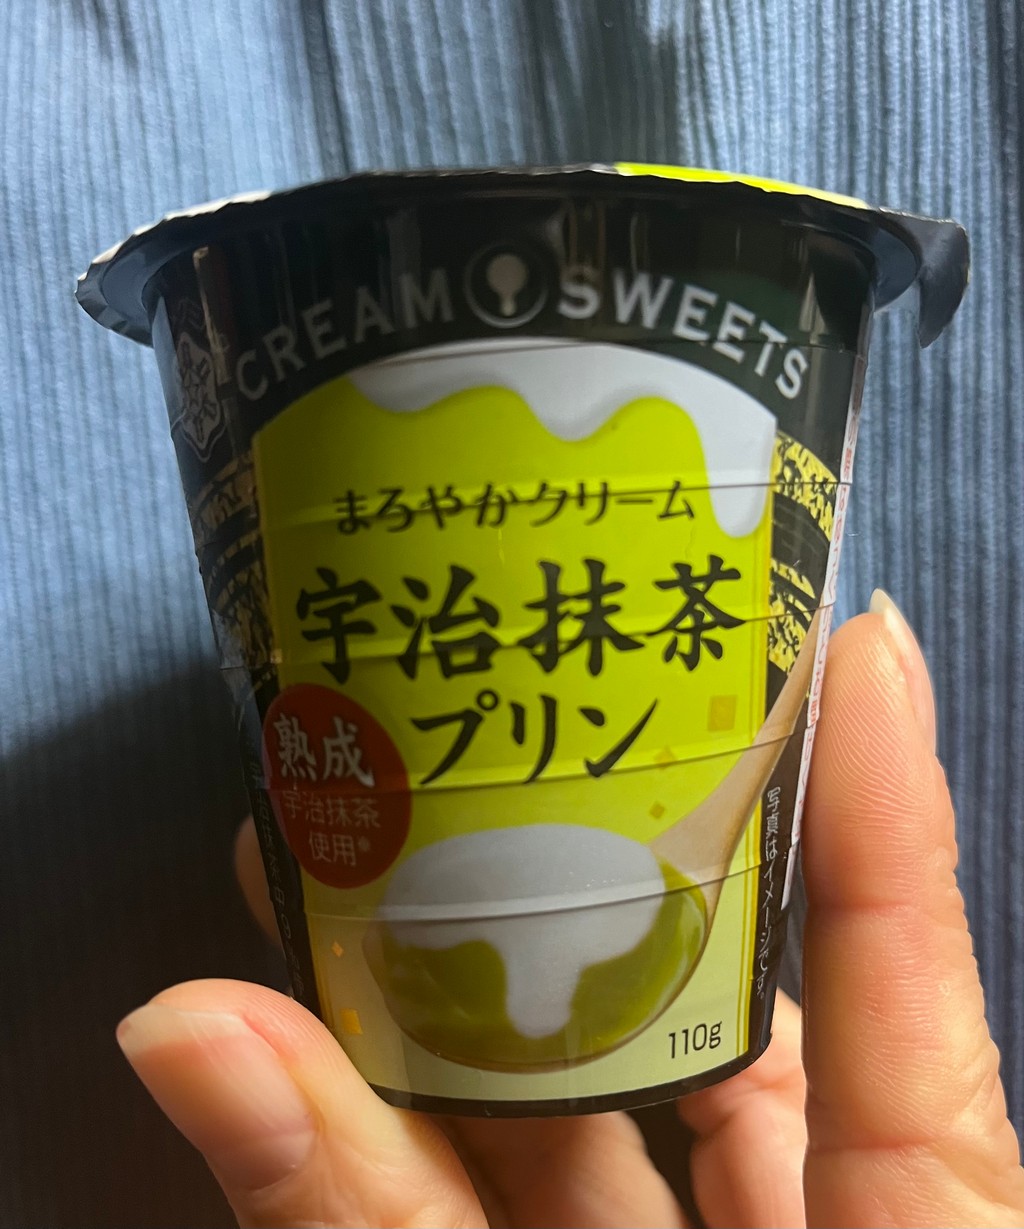 CREAM SWEETS
まろやかクリーム
宇治抹茶
プリン
熟成
宇治抹茶
使用※
写真はイメージです。
110g